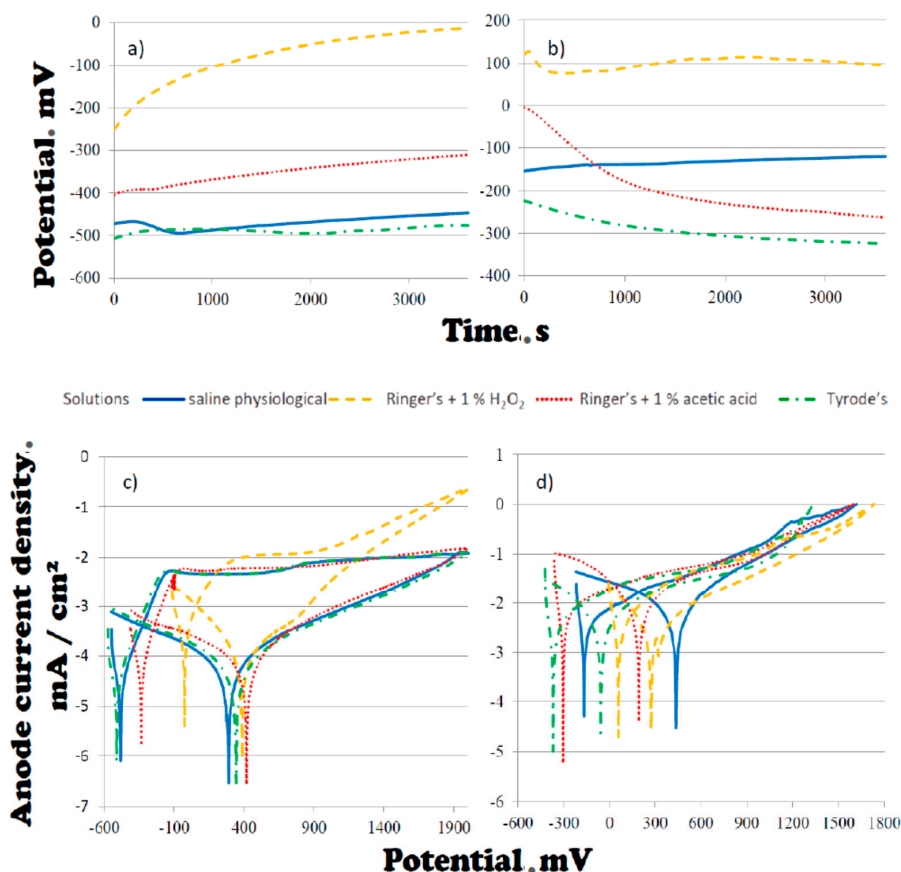 a)
0
-100
-200
-300
-400
-500
-600
0 1000 2000 3000
b)
200
100
0
-100
-200
-300
-400
0 1000 2000 3000
Potential. mV
Time. s
Solutions saline physiological Ringer's + 1 % H₂O₂ Ringer's + 1 % acetic acid Tyrode's
c)
0
-1
-2
-3
-4
-5
-6
-7
-600 -100 400 900 1400 1900
d)
1
0
-1
-2
-3
-4
-5
-6
-600 -300 0 300 600 900 1200 1500 1800
Anode current density.
mA / cm²
Potential. mV